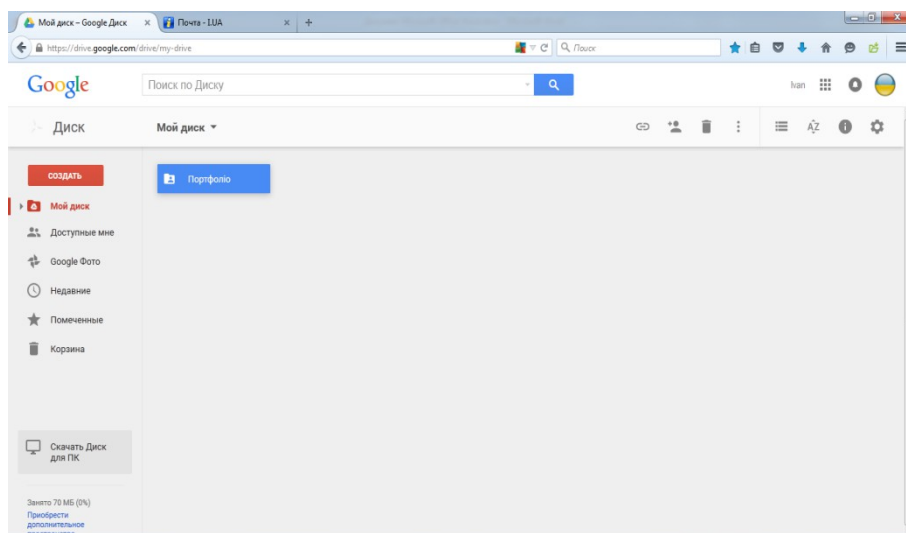 Мой диск – Google Диск
Почта - I.UA
https://drive.google.com/drive/my-drive
Поиск
Google
Поиск по Диску
Ivan
Диск
Мой диск
AZ
СОЗДАТЬ
Портфоліо
Мой диск
Доступные мне
Google Фото
Недавние
Помеченные
Корзина
Скачать Диск
для ПК
Занято 70 МБ (0%)
Приобрести
дополнительное